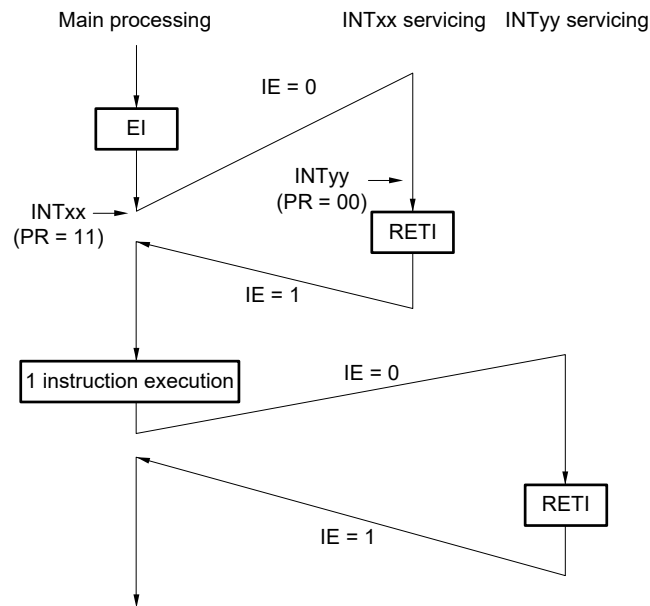 Main processing
INTxx servicing
INTyy servicing
IE = 0
EI
INTyy
(PR = 00)
INTxx
(PR = 11)
RETI
IE = 1
1 instruction execution
IE = 0
RETI
IE = 1